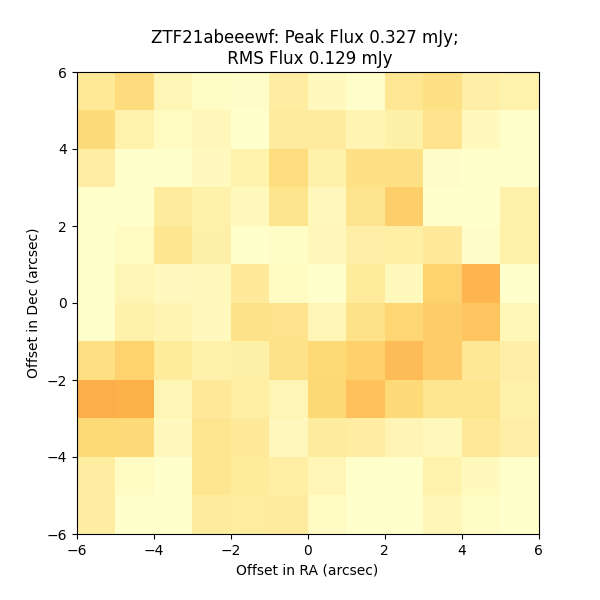 ZTF21abeeewf: Peak Flux 0.327 mJy;
RMS Flux 0.129 mJy
6
4
2
0
−2
−4
−6
Offset in Dec (arcsec)
−6 −4 −2 0 2 4 6
Offset in RA (arcsec)